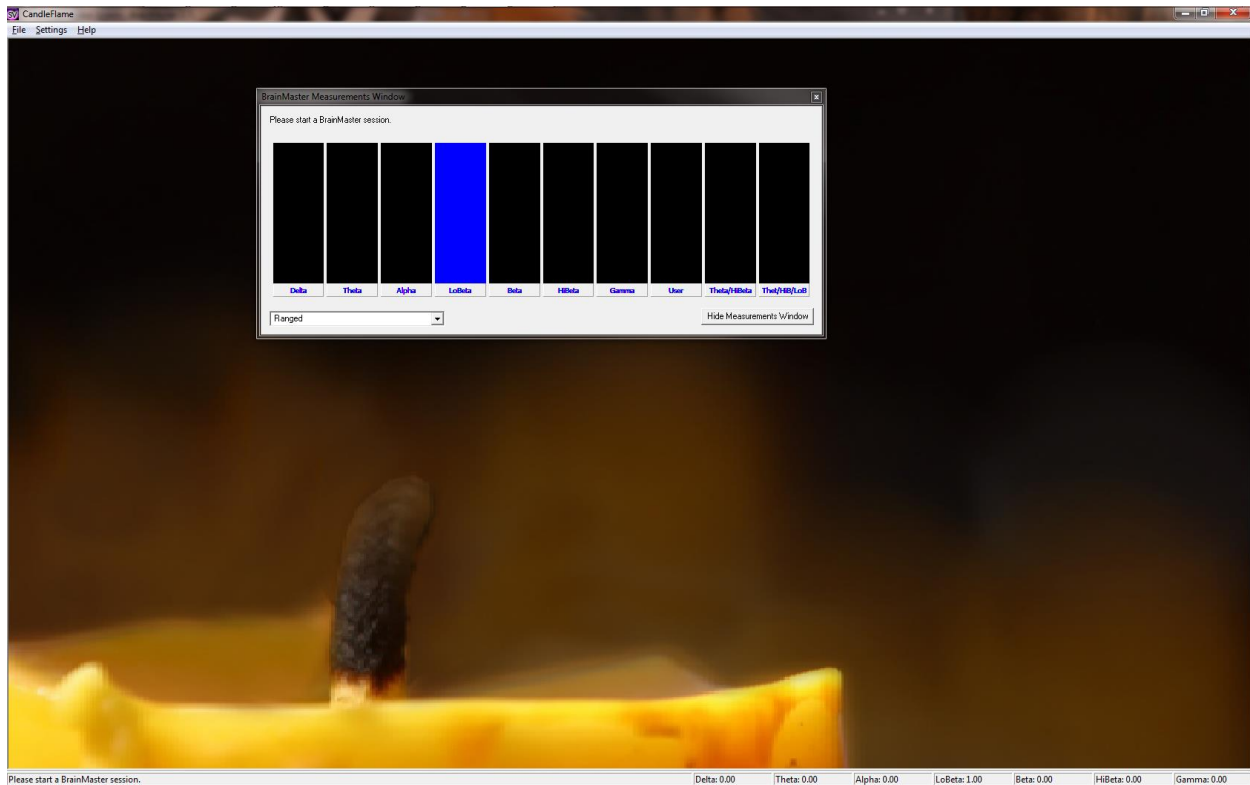 SV CandleFlame
File Settings Help
BrainMaster Measurements Window
Please start a BrainMaster session.
Delta Theta Alpha LoBeta Beta HiBeta Gamma User Theta/HiBeta Thet/HiB/LoB
Ranged Hide Measurements Window
Please start a BrainMaster session. Delta: 0.00 Theta: 0.00 Alpha: 0.00 LoBeta: 1.00 Beta: 0.00 HiBeta: 0.00 Gamma: 0.00